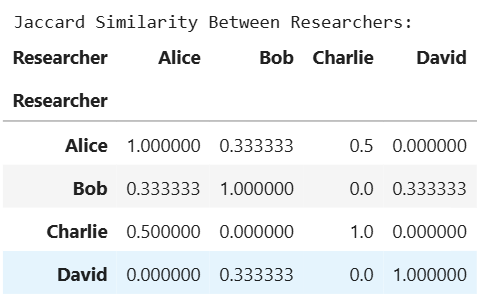 Jaccard Similarity Between Researchers:
Researcher Alice Bob Charlie David
Researcher
Alice 1.000000 0.333333 0.5 0.000000
Bob 0.333333 1.000000 0.0 0.333333
Charlie 0.500000 0.000000 1.0 0.000000
David 0.000000 0.333333 0.0 1.000000